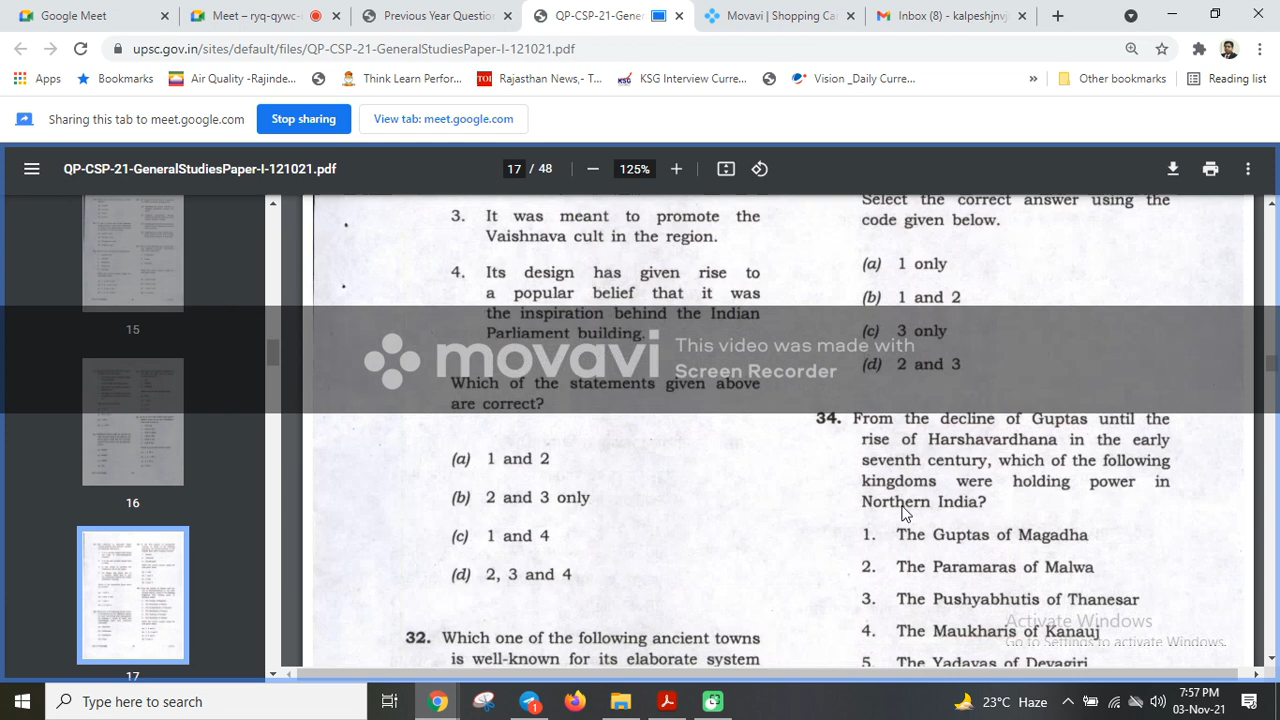 Google Meet
Meet – ryq-qywc-
Previous Year Questio
QP-CSP-21-Gener
Movavi | Shopping Ca
Inbox (8) - kalpeshjnvj
upsc.gov.in/sites/default/files/QP-CSP-21-GeneralStudiesPaper-I-121021.pdf
Apps
Bookmarks
Air Quality -Rajinde...
Think Learn Perfor...
TOI
Rajasthan News,- T...
KSG
KSG Interview Curre...
Vision _Daily Curre...
»
Other bookmarks
Reading list
Sharing this tab to meet.google.com
Stop sharing
View tab: meet.google.com
QP-CSP-21-GeneralStudiesPaper-I-121021.pdf
17 / 48
125%
15
16
17
3. It was meant to promote the
Vaishnava cult in the region.
4. Its design has given rise to
a popular belief that it was
the inspiration behind the Indian
Parliament building.
Which of the statements given above
are correct?
(a) 1 and 2
(b) 2 and 3 only
(c) 1 and 4
(d) 2, 3 and 4
32. Which one of the following ancient towns
is well-known for its elaborate system
Select the correct answer using the
code given below.
(a) 1 only
(b) 1 and 2
(c) 3 only
(d) 2 and 3
34. From the decline of Guptas until the
rise of Harshavardhana in the early
seventh century, which of the following
kingdoms were holding power in
Northern India?
1. The Guptas of Magadha
2. The Paramaras of Malwa
3. The Pushyabhutis of Thanesar
4. The Maukharis of Kanauj
5. The Yadavas of Devagiri
movavi
This video was made with
Screen Recorder
Activate Windows
Go to Settings to activate Windows.
Type here to search
1
23°C Haze
7:57 PM
03-Nov-21